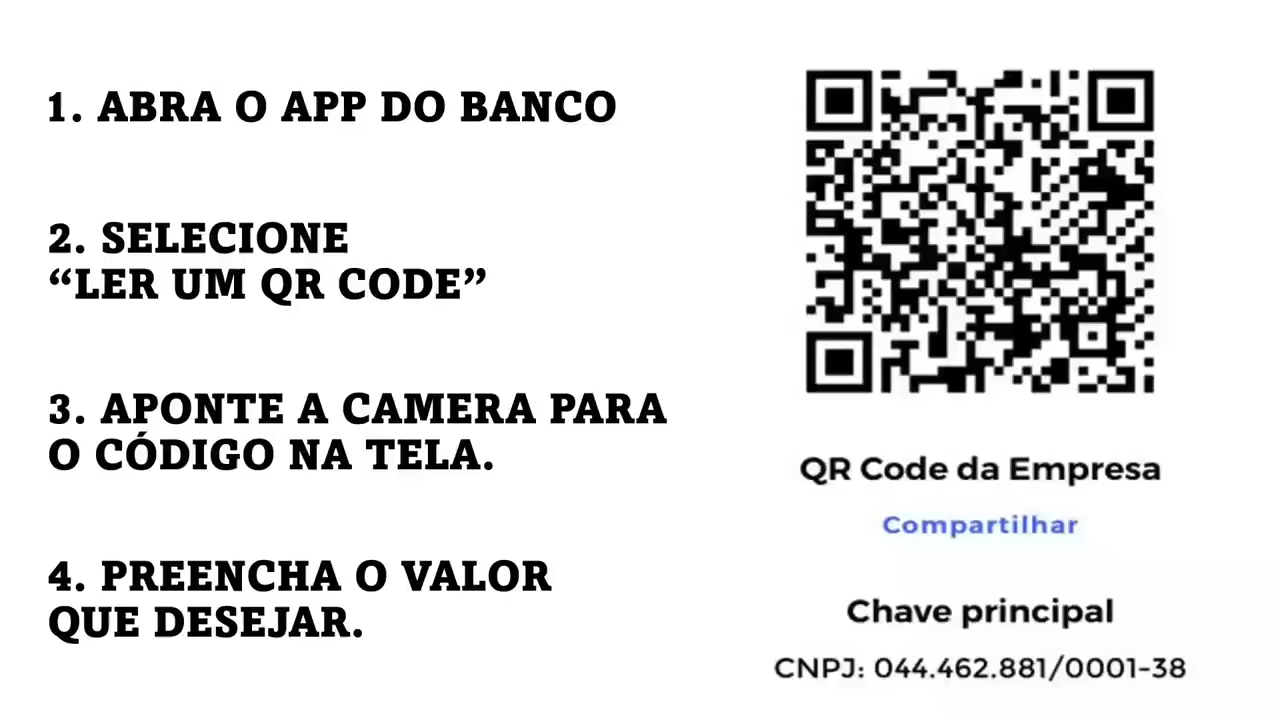 1. ABRA O APP DO BANCO
2. SELECIONE
“LER UM QR CODE”
3. APONTE A CAMERA PARA
O CÓDIGO NA TELA.
4. PREENCHA O VALOR
QUE DESEJAR.
QR Code da Empresa
Compartilhar
Chave principal
CNPJ: 044.462.881/0001-38